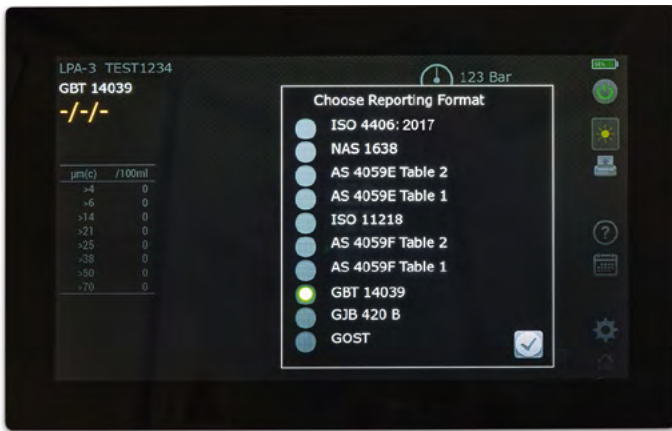 LPA-3 TEST1234
GBT 14039
-/-/-
123 Bar
µm(c) /100ml
>4 0
>6 0
>14 0
>21 0
>25 0
>38 0
>50 0
>70 0
Choose Reporting Format
ISO 4406: 2017
NAS 1638
AS 4059E Table 2
AS 4059E Table 1
ISO 11218
AS 4059F Table 2
AS 4059F Table 1
GBT 14039
GJB 420 B
GOST
?